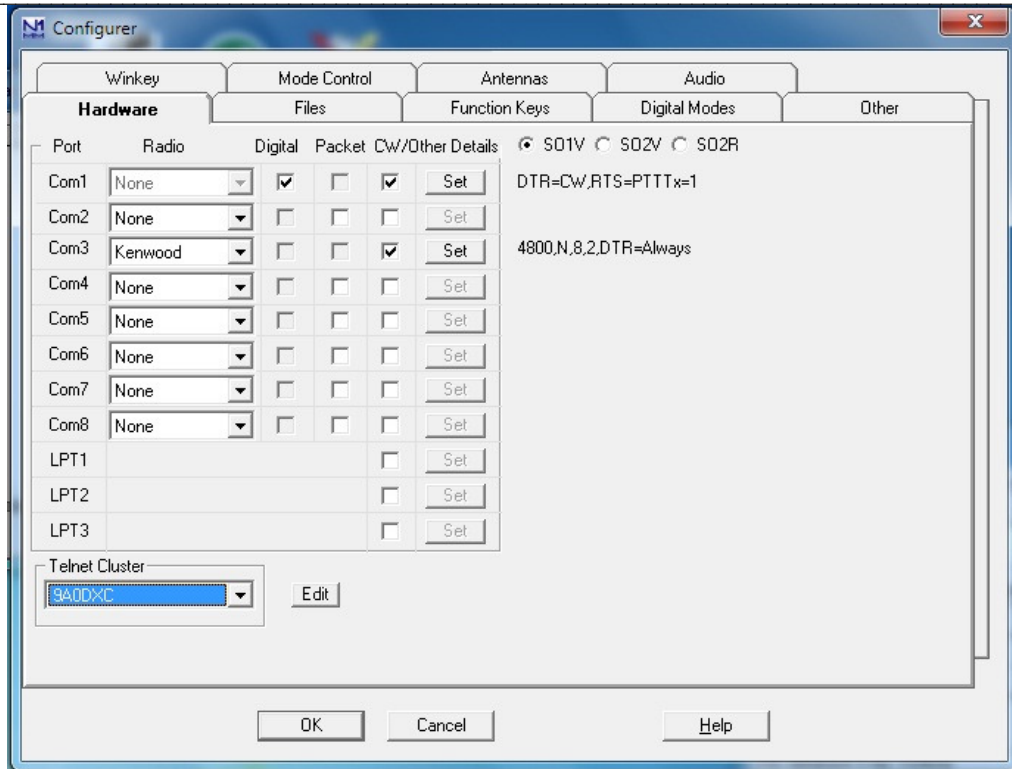 N1 MM Configurer
Winkey Mode Control Antennas Audio
Hardware Files Function Keys Digital Modes Other
Port Radio Digital Packet CW/Other Details SO1V SO2V SO2R
Com1 None Set DTR=CW,RTS=PTTTx=1
Com2 None Set
Com3 Kenwood Set 4800,N,8,2,DTR=Always
Com4 None Set
Com5 None Set
Com6 None Set
Com7 None Set
Com8 None Set
LPT1 Set
LPT2 Set
LPT3 Set
Telnet Cluster
9A0DXC Edit
OK Cancel Help